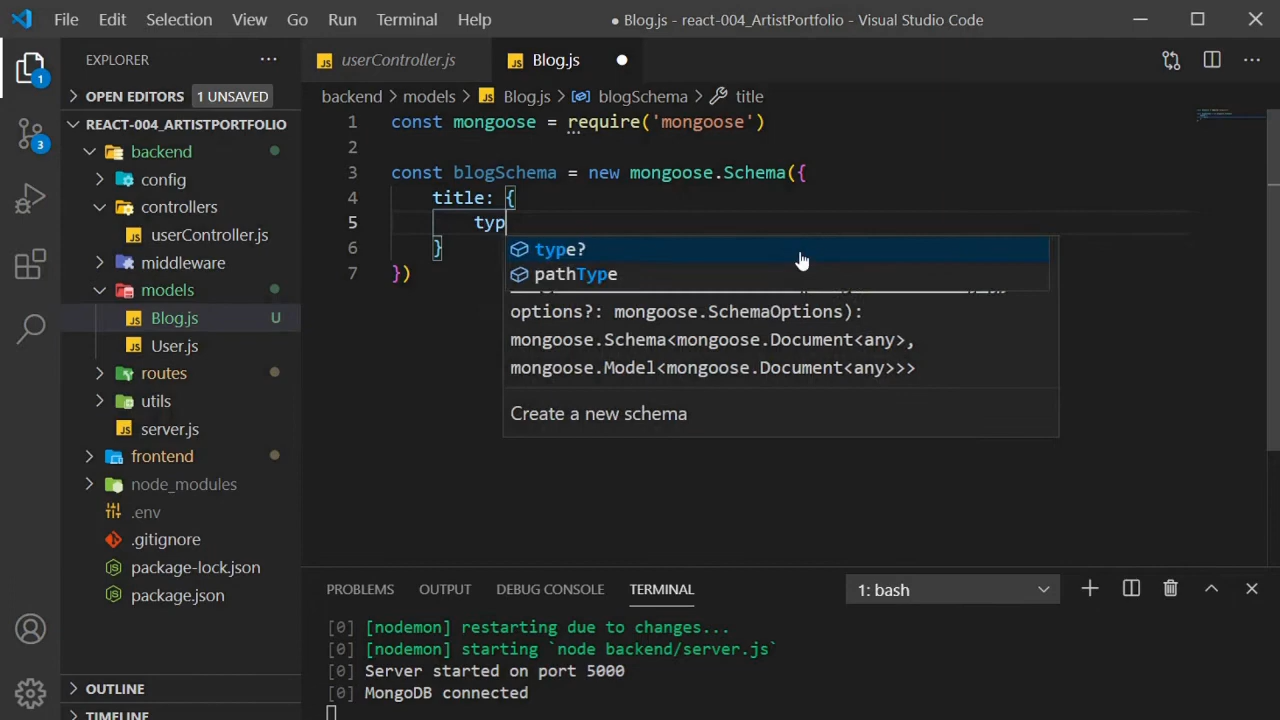 File Edit Selection View Go Run Terminal Help ● Blog.js - react-004_ArtistPortfolio - Visual Studio Code
EXPLORER
userController.js
Blog.js
OPEN EDITORS 1 UNSAVED
REACT-004_ARTISTPORTFOLIO
backend
config
controllers
userController.js
middleware
models
Blog.js U
User.js
routes
utils
server.js
frontend
node_modules
.env
.gitignore
package-lock.json
package.json
OUTLINE
TIMELINE
1
3
backend > models > Blog.js > blogSchema > title
1 const mongoose = require('mongoose')
2
3 const blogSchema = new mongoose.Schema({
4 title: {
5 typ
6 }
7 })
type?
pathType
options?: mongoose.SchemaOptions):
mongoose.Schema<mongoose.Document<any>,
mongoose.Model<mongoose.Document<any>>>
Create a new schema
PROBLEMS OUTPUT DEBUG CONSOLE TERMINAL 1: bash
[0] [nodemon] restarting due to changes...
[0] [nodemon] starting `node backend/server.js`
[0] Server started on port 5000
[0] MongoDB connected